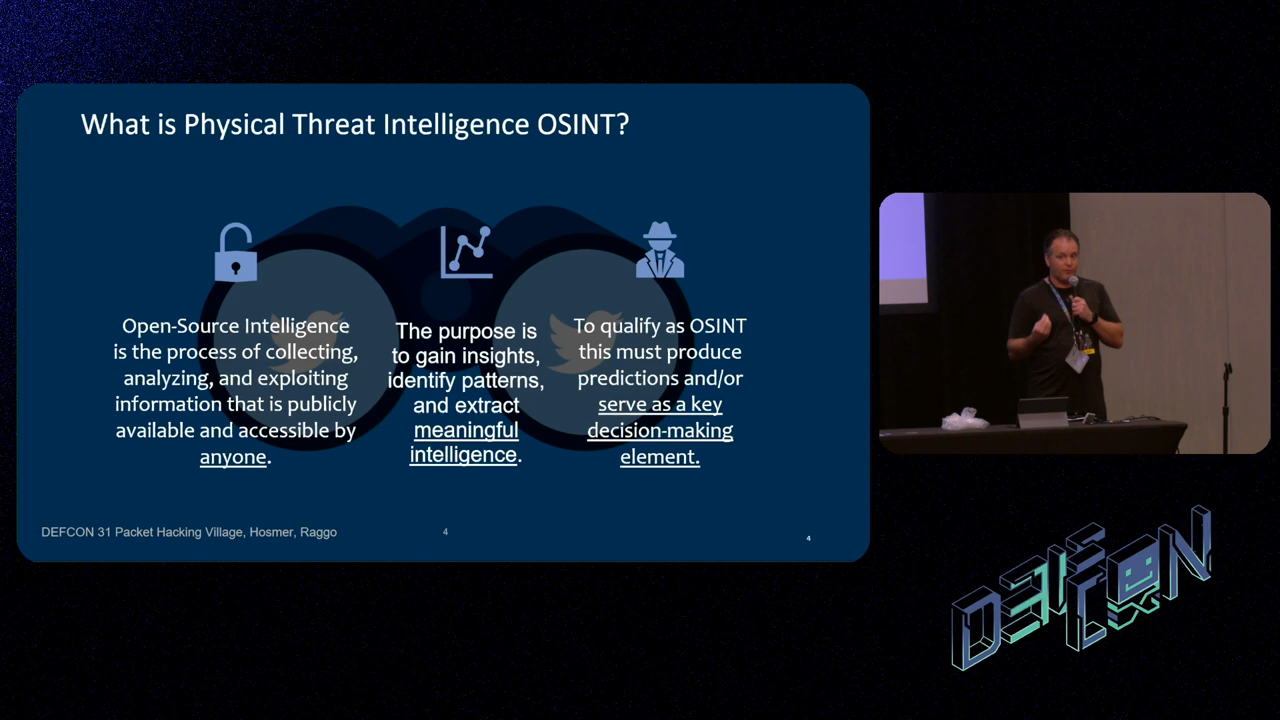 What is Physical Threat Intelligence OSINT?
Open-Source Intelligence
is the process of collecting,
analyzing, and exploiting
information that is publicly
available and accessible by
anyone.
The purpose is
to gain insights,
identify patterns,
and extract
meaningful
intelligence.
To qualify as OSINT
this must produce
predictions and/or
serve as a key
decision-making
element.
DEFCON 31 Packet Hacking Village, Hosmer, Raggo
4
4
DEF
CON